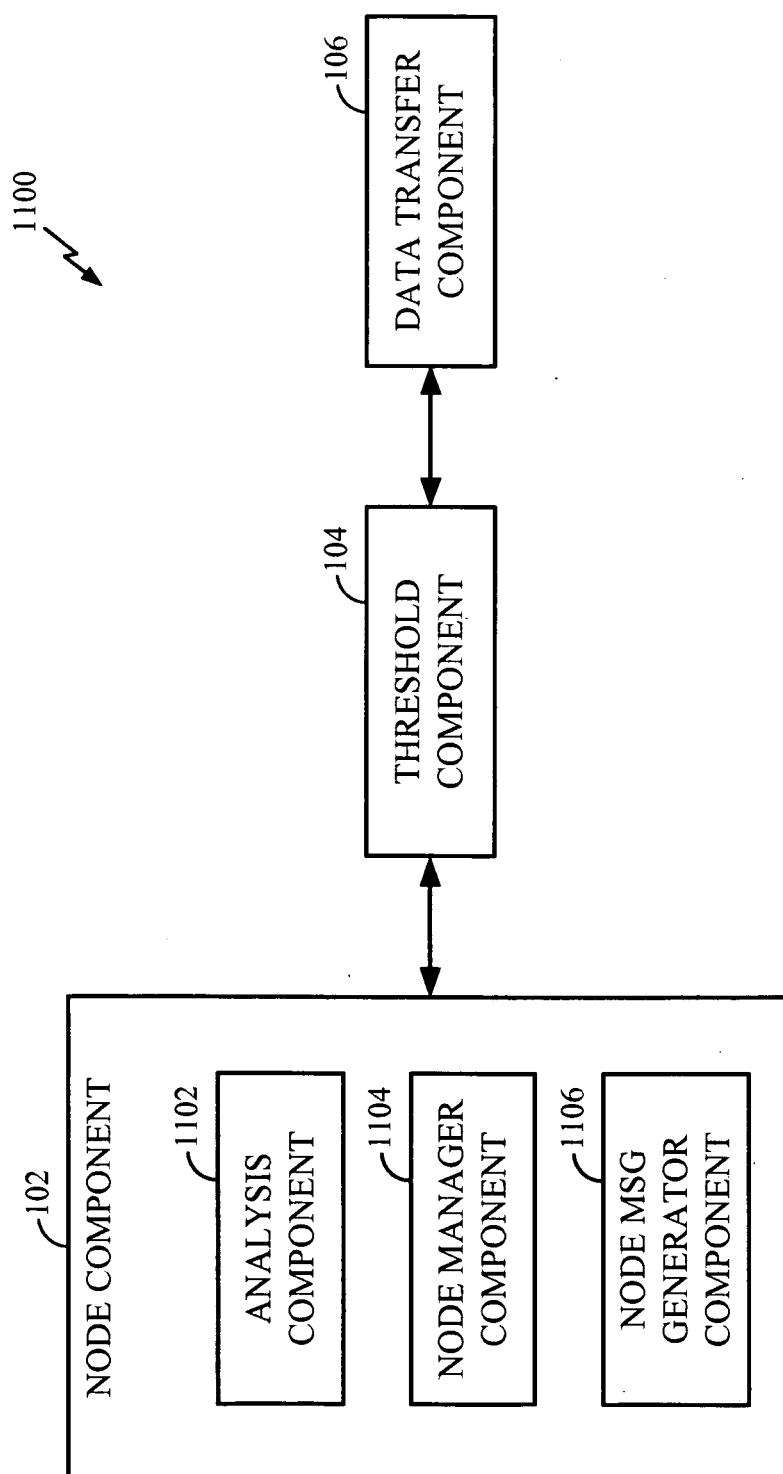 1100
102
NODE COMPONENT
1102
ANALYSIS
COMPONENT
1104
NODE MANAGER
COMPONENT
1106
NODE MSG
GENERATOR
COMPONENT
104
THRESHOLD
COMPONENT
106
DATA TRANSFER
COMPONENT